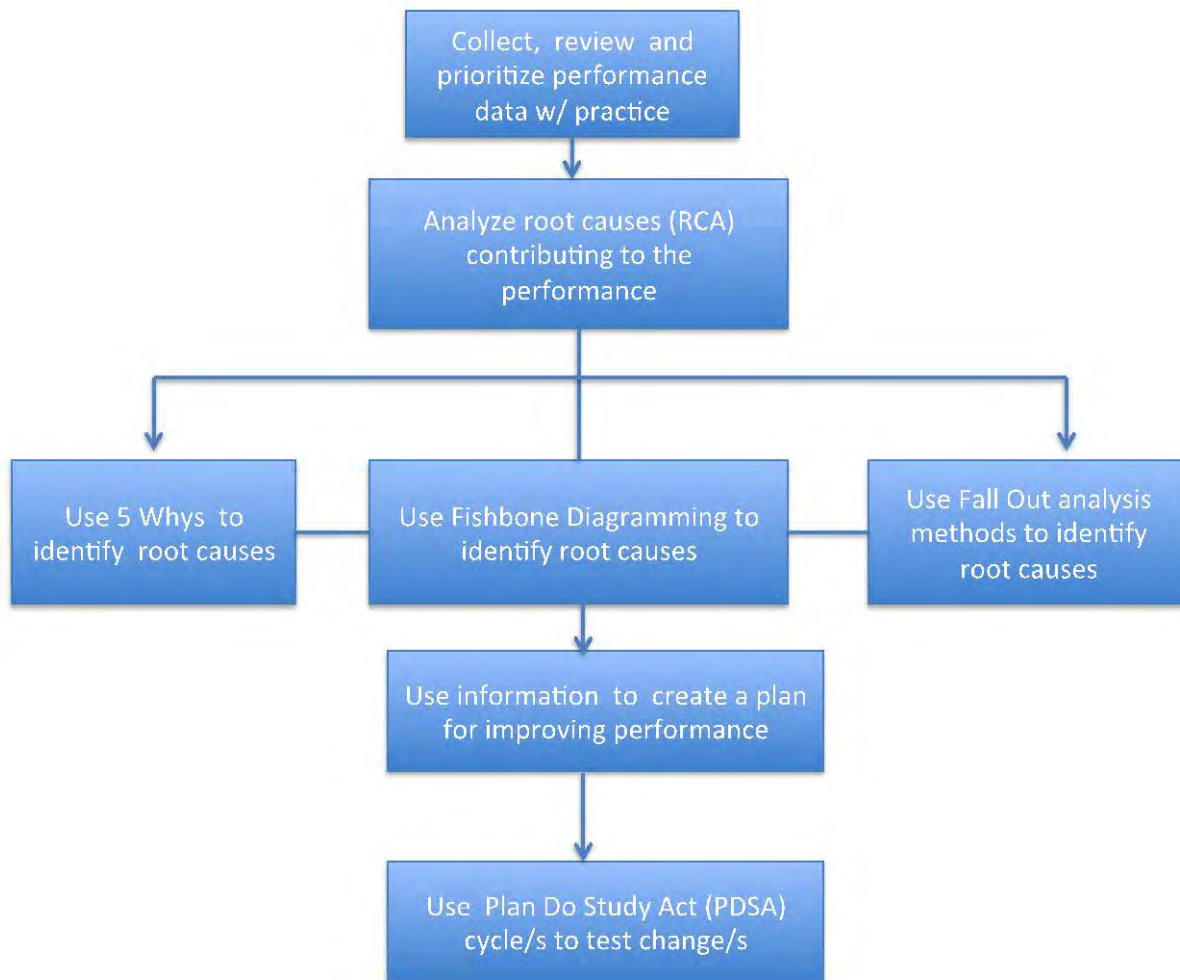 Collect, review and
prioritize performance
data w/ practice
Analyze root causes (RCA)
contributing to the
performance
Use 5 Whys to
identify root causes
Use Fishbone Diagramming to
identify root causes
Use Fall Out analysis
methods to identify
root causes
Use information to create a plan
for improving performance
Use Plan Do Study Act (PDSA)
cycle/s to test change/s